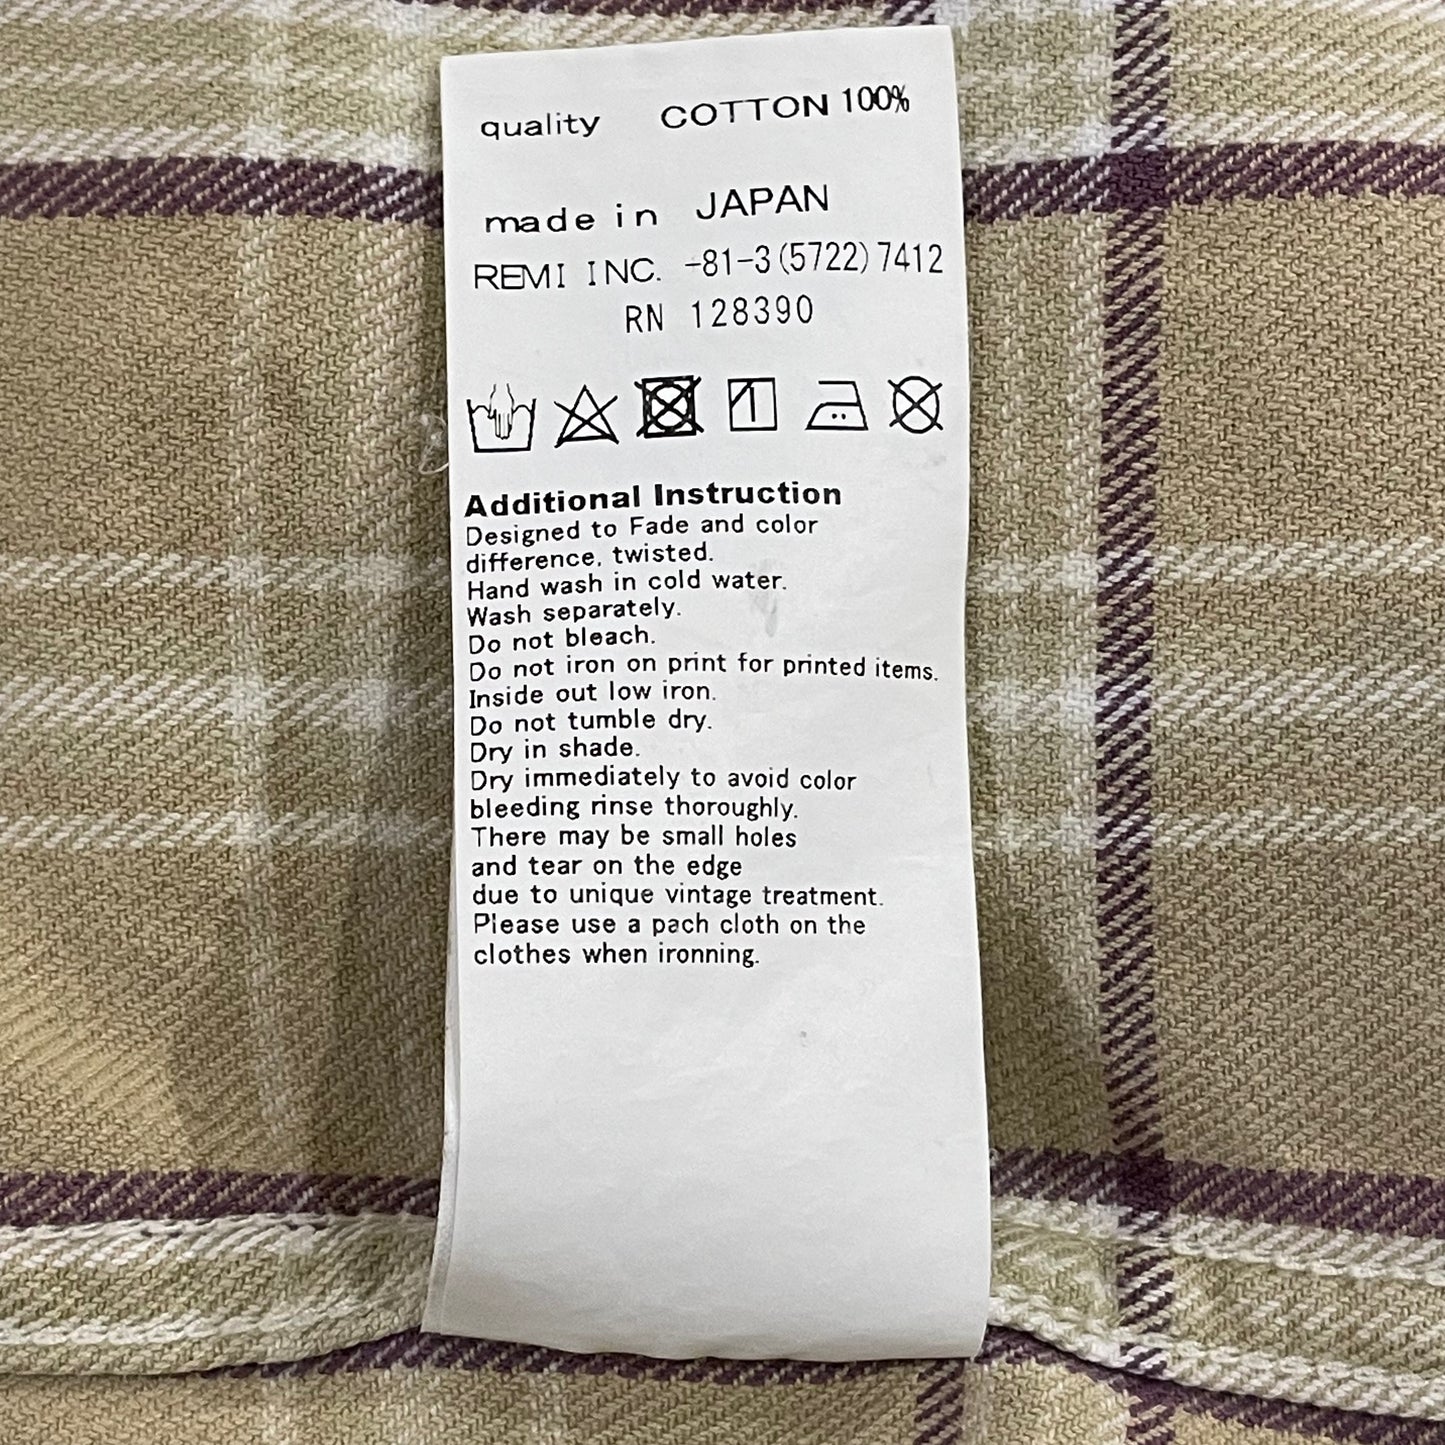 quality COTTON 100%
made in JAPAN
REMI INC. -81-3(5722)7412
RN 128390
Additional Instruction
Designed to Fade and color
difference, twisted.
Hand wash in cold water.
Wash separately.
Do not bleach.
Do not iron on print for printed items.
Inside out low iron.
Do not tumble dry.
Dry in shade.
Dry immediately to avoid color
bleeding rinse thoroughly.
There may be small holes
and tear on the edge
due to unique vintage treatment.
Please use a pach cloth on the
clothes when ironning.